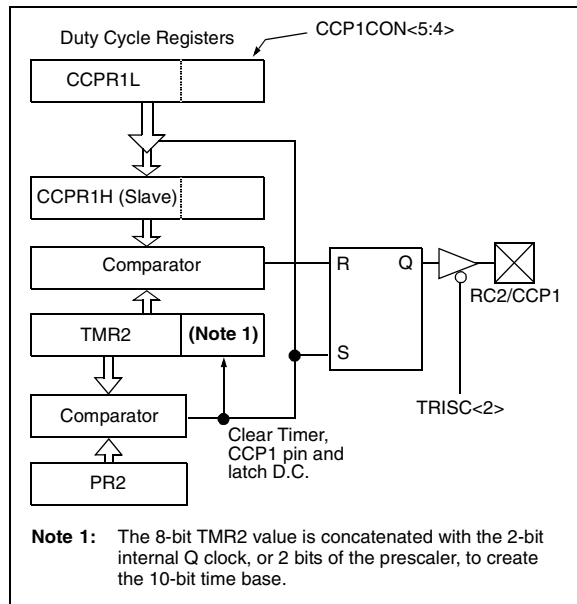 Duty Cycle Registers
CCP1CON<5:4>
CCPR1L
CCPR1H (Slave)
Comparator
R
Q
RC2/CCP1
TMR2
(Note 1)
S
TRISC<2>
Comparator
Clear Timer,
CCP1 pin and
latch D.C.
PR2
Note 1: The 8-bit TMR2 value is concatenated with the 2-bit
internal Q clock, or 2 bits of the prescaler, to create
the 10-bit time base.